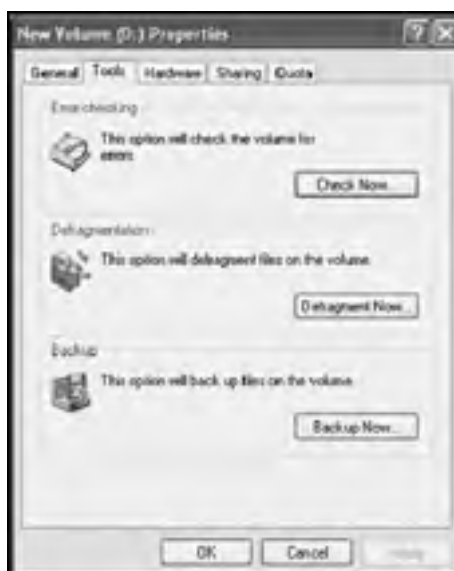 New Volume (D:) Properties
General Tools Hardware Sharing Quota
Error-checking
This option will check the volume for
errors.
Check Now...
Defragmentation
This option will defragment files on the volume.
Defragment Now...
Backup
This option will back up files on the volume.
Backup Now...
OK Cancel Apply